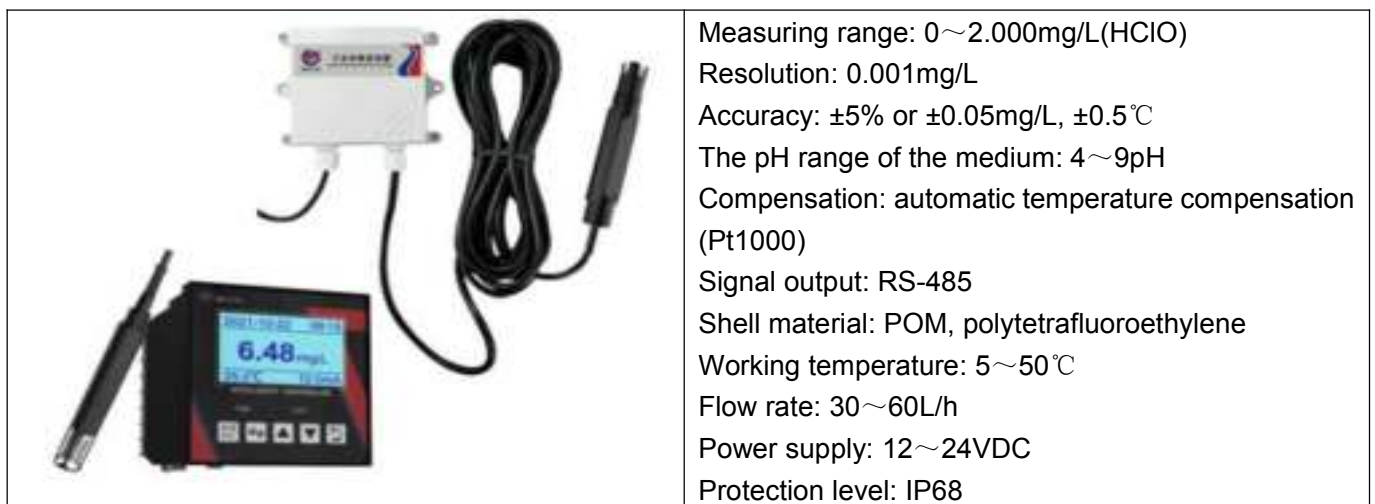 6.48 mg/L
Measuring range: 0～2.000mg/L(HClO)
Resolution: 0.001mg/L
Accuracy: ±5% or ±0.05mg/L, ±0.5℃
The pH range of the medium: 4～9pH
Compensation: automatic temperature compensation
(Pt1000)
Signal output: RS-485
Shell material: POM, polytetrafluoroethylene
Working temperature: 5～50℃
Flow rate: 30～60L/h
Power supply: 12～24VDC
Protection level: IP68